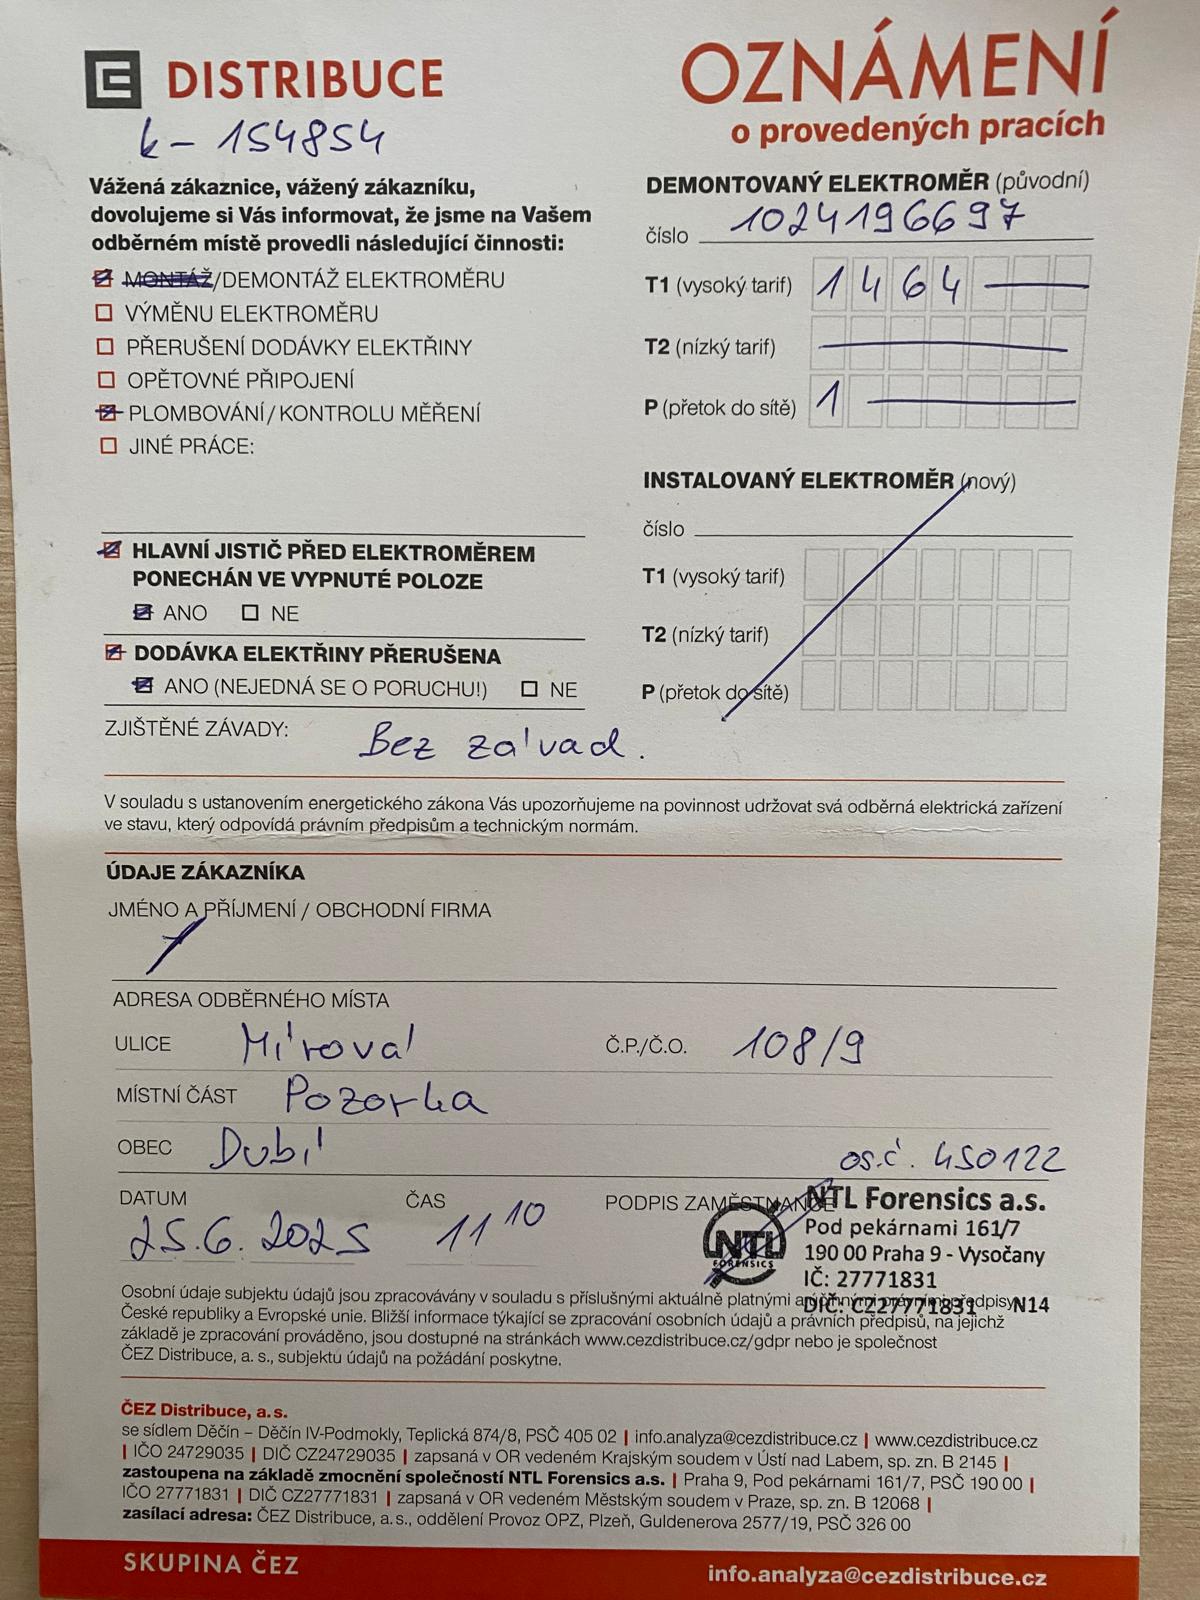 DISTRIBUCE
k - 154854
OZNÁMENÍ
o provedených pracích
Vážená zákaznice, vážený zákazníku,
dovolujeme si Vás informovat, že jsme na Vašem
odběrném místě provedli následující činnosti:
MONTÁŽ/DEMONTÁŽ ELEKTROMĚRU
VÝMĚNU ELEKTROMĚRU
PŘERUŠENÍ DODÁVKY ELEKTŘINY
OPĚTOVNÉ PŘIPOJENÍ
PLOMBOVÁNÍ/KONTROLU MĚŘENÍ
JINÉ PRÁCE:
HLAVNÍ JISTIČ PŘED ELEKTROMĚREM
PONECHÁN VE VYPNUTÉ POLOZE
ANO NE
DODÁVKA ELEKTŘINY PŘERUŠENA
ANO (NEJEDNÁ SE O PORUCHU!) NE
DEMONTOVANÝ ELEKTROMĚR (původní)
číslo 1024196697
T1 (vysoký tarif) 1464
T2 (nízký tarif)
P (přetok do sítě) 1
INSTALOVANÝ ELEKTROMĚR (nový)
číslo
T1 (vysoký tarif)
T2 (nízký tarif)
P (přetok do sítě)
ZJIŠTĚNÉ ZÁVADY: Bez závad.
V souladu s ustanovením energetického zákona Vás upozorňujeme na povinnost udržovat svá odběrná elektrická zařízení
ve stavu, který odpovídá právním předpisům a technickým normám.
ÚDAJE ZÁKAZNÍKA
JMÉNO A PŘÍJMENÍ / OBCHODNÍ FIRMA
ADRESA ODBĚRNÉHO MÍSTA
ULICE Mírová Č.P./Č.O. 108/9
MÍSTNÍ ČÁST Pozorka
OBEC Dubí
os.č. 450122
DATUM ČAS PODPIS ZAMĚSTNANCE
25.6.2025 11 10
NTL FORENSICS
NTL Forensics a.s.
Pod pekárnami 161/7
190 00 Praha 9 - Vysočany
IČ: 27771831
DIČ: CZ27771831 N14
Osobní údaje subjektu údajů jsou zpracovávány v souladu s příslušnými aktuálně platnými a účinnými právními předpisy
České republiky a Evropské unie. Bližší informace týkající se zpracování osobních údajů a právních předpisů, na jejichž
základě je zpracování prováděno, jsou dostupné na stránkách www.cezdistribuce.cz/gdpr nebo je společnost
ČEZ Distribuce, a. s., subjektu údajů na požádání poskytne.
ČEZ Distribuce, a. s.
se sídlem Děčín – Děčín IV-Podmokly, Teplická 874/8, PSČ 405 02 | info.analyza@cezdistribuce.cz | www.cezdistribuce.cz
| IČO 24729035 | DIČ CZ24729035 | zapsaná v OR vedeném Krajským soudem v Ústí nad Labem, sp. zn. B 2145 |
zastoupena na základě zmocnění společností NTL Forensics a.s. | Praha 9, Pod pekárnami 161/7, PSČ 190 00 |
IČO 27771831 | DIČ CZ27771831 | zapsaná v OR vedeném Městským soudem v Praze, sp. zn. B 12068 |
zasílací adresa: ČEZ Distribuce, a. s., oddělení Provoz OPZ, Plzeň, Guldenerova 2577/19, PSČ 326 00
SKUPINA ČEZ
info.analyza@cezdistribuce.cz